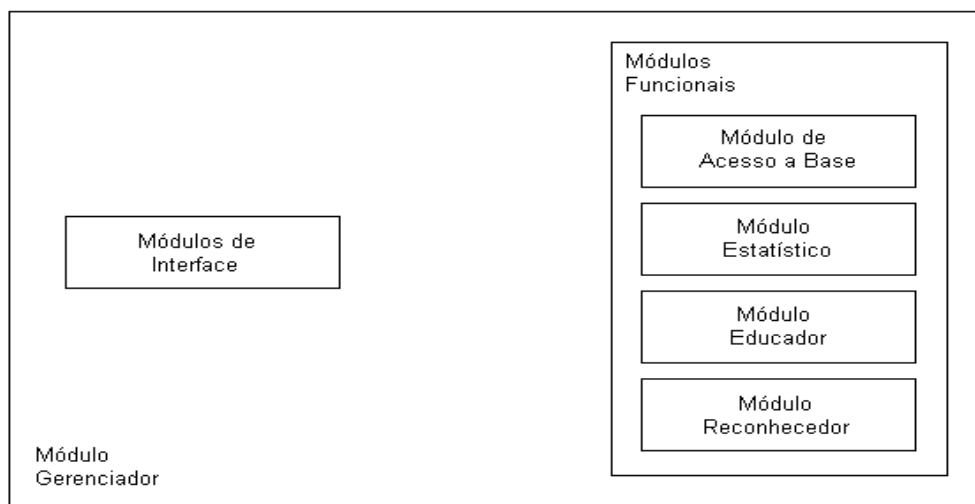 Módulos
Funcionais
Módulo de
Acesso a Base
Módulo
Estatístico
Módulos de
Interface
Módulo
Educador
Módulo
Reconhecedor
Módulo
Gerenciador